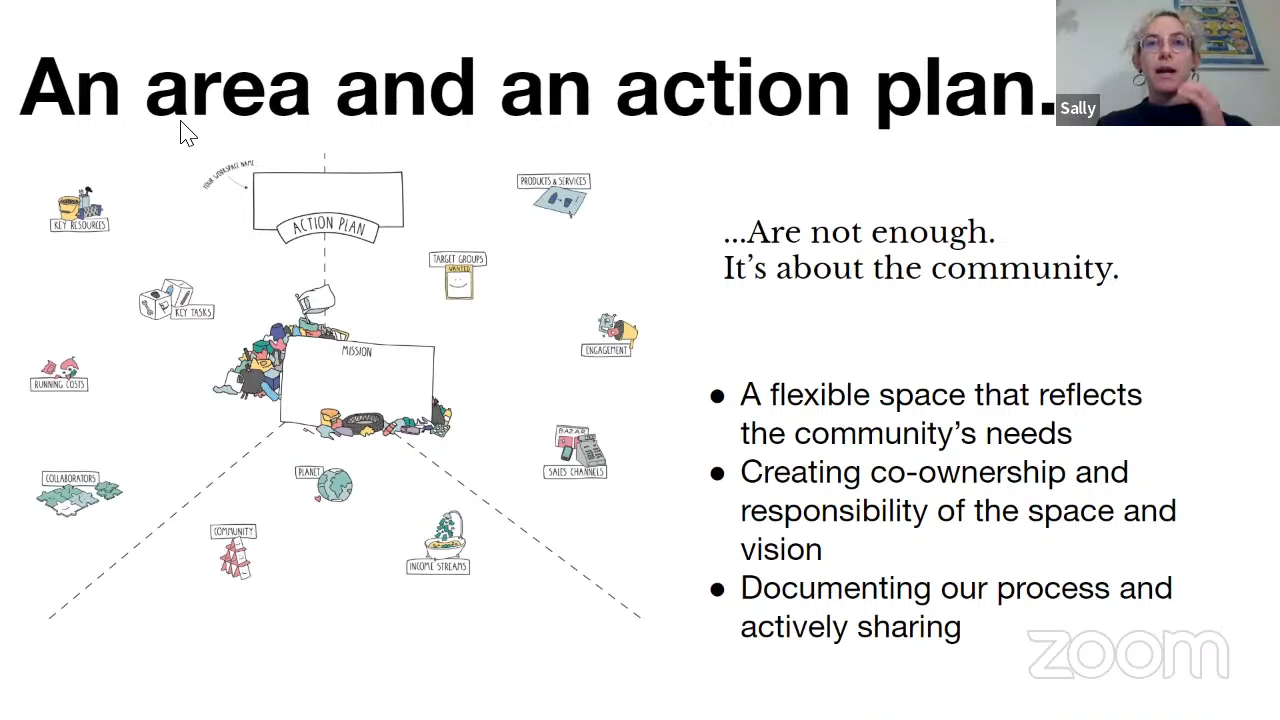 An area and an action plan.
Sally
YOUR WORKSPACE NAME
ACTION PLAN
KEY RESOURCES
PRODUCTS & SERVICES
TARGET GROUPS
WANTED
KEY TASKS
MISSION
ENGAGEMENT
RUNNING COSTS
BAZAR
SALES CHANNELS
COLLABORATORS
PLANET
COMMUNITY
INCOME STREAMS
...Are not enough.
It's about the community.
● A flexible space that reflects
the community's needs
● Creating co-ownership and
responsibility of the space and
vision
● Documenting our process and
actively sharing
zoom